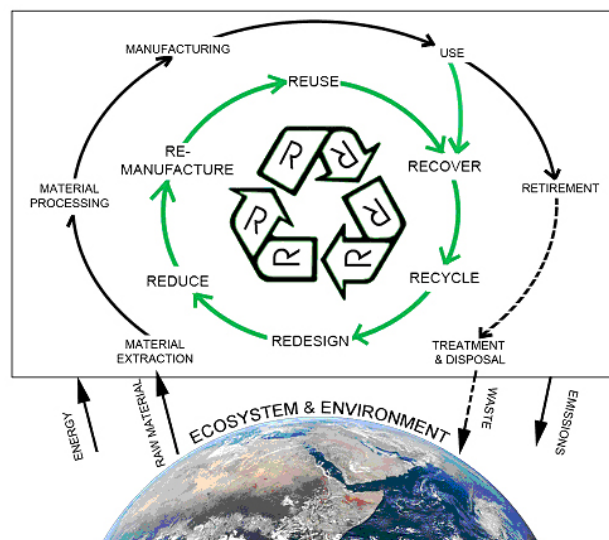 MANUFACTURING
USE
REUSE
RE-
MANUFACTURE
RECOVER
MATERIAL
PROCESSING
RETIREMENT
R
R
R
R
R
R
REDUCE
RECYCLE
REDESIGN
MATERIAL
EXTRACTION
TREATMENT
& DISPOSAL
ENERGY
RAW MATERIAL
ECOSYSTEM & ENVIRONMENT
WASTE
EMISSIONS